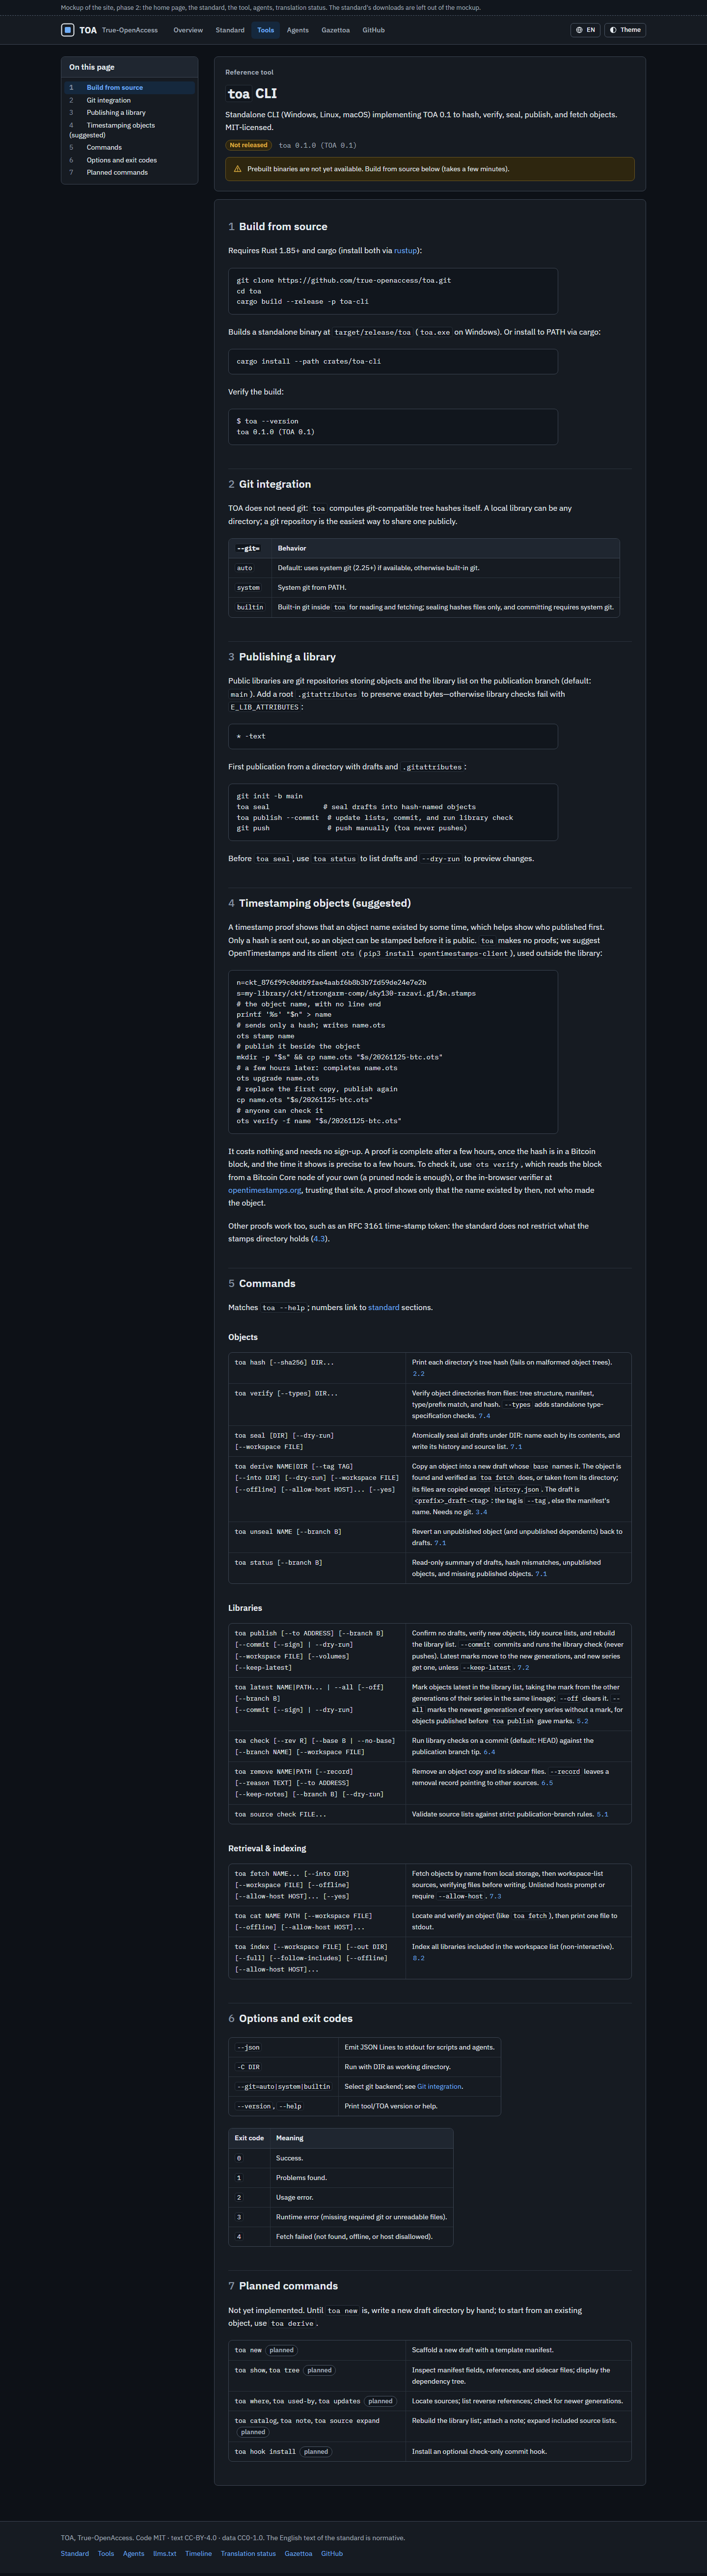 Mockup of the site, phase 2: the home page, the standard, the tool, agents, translation status. The standard's downloads are left out of the mockup.
TOA True-OpenAccess Overview Standard Tools Agents Gazettoa GitHub EN Theme
On this page
1 Build from source
2 Git integration
3 Publishing a library
4 Timestamping objects
(suggested)
5 Commands
6 Options and exit codes
7 Planned commands
Reference tool
toa CLI
Standalone CLI (Windows, Linux, macOS) implementing TOA 0.1 to hash, verify, seal, publish, and fetch objects.
MIT-licensed.
Not released toa 0.1.0 (TOA 0.1)
Prebuilt binaries are not yet available. Build from source below (takes a few minutes).
1 Build from source
Requires Rust 1.85+ and cargo (install both via rustup):
git clone https://github.com/true-openaccess/toa.git
cd toa
cargo build --release -p toa-cli
Builds a standalone binary at target/release/toa (toa.exe on Windows). Or install to PATH via cargo:
cargo install --path crates/toa-cli
Verify the build:
$ toa --version
toa 0.1.0 (TOA 0.1)
2 Git integration
TOA does not need git: toa computes git-compatible tree hashes itself. A local library can be any
directory; a git repository is the easiest way to share one publicly.
--git= Behavior
auto Default: uses system git (2.25+) if available, otherwise built-in git.
system System git from PATH.
builtin Built-in git inside toa for reading and fetching; sealing hashes files only, and committing requires system git.
3 Publishing a library
Public libraries are git repositories storing objects and the library list on the publication branch (default:
main). Add a root .gitattributes to preserve exact bytes—otherwise library checks fail with
E_LIB_ATTRIBUTES:
* -text
First publication from a directory with drafts and .gitattributes:
git init -b main
toa seal # seal drafts into hash-named objects
toa publish --commit # update lists, commit, and run library check
git push # push manually (toa never pushes)
Before toa seal, use toa status to list drafts and --dry-run to preview changes.
4 Timestamping objects (suggested)
A timestamp proof shows that an object name existed by some time, which helps show who published first.
Only a hash is sent out, so an object can be stamped before it is public. toa makes no proofs; we suggest
OpenTimestamps and its client ots (pip3 install opentimestamps-client), used outside the library:
n=ckt_876f99c0ddb9fae4aabf6b8b3b7fd59de24e7e2b
s=my-library/ckt/strongarm-comp/sky130-razavi.g1/$n.stamps
# the object name, with no line end
printf '%s' "$n" > name
# sends only a hash; writes name.ots
ots stamp name
# publish it beside the object
mkdir -p "$s" && cp name.ots "$s/20261125-btc.ots"
# a few hours later: completes name.ots
ots upgrade name.ots
# replace the first copy, publish again
cp name.ots "$s/20261125-btc.ots"
# anyone can check it
ots verify -f name "$s/20261125-btc.ots"
It costs nothing and needs no sign-up. A proof is complete after a few hours, once the hash is in a Bitcoin
block, and the time it shows is precise to a few hours. To check it, use ots verify, which reads the block
from a Bitcoin Core node of your own (a pruned node is enough), or the in-browser verifier at
opentimestamps.org, trusting that site. A proof shows only that the name existed by then, not who made
the object.
Other proofs work too, such as an RFC 3161 time-stamp token: the standard does not restrict what the
stamps directory holds (4.3).
5 Commands
Matches toa --help; numbers link to standard sections.
Objects
toa hash [--sha256] DIR... Print each directory's tree hash (fails on malformed object trees).
2.2
toa verify [--types] DIR... Verify object directories from files: tree structure, manifest,
type/prefix match, and hash. --types adds standalone type-
specification checks. 7.4
toa seal [DIR] [--dry-run] Atomically seal all drafts under DIR: name each by its contents, and
[--workspace FILE] write its history and source list. 7.1
toa derive NAME|DIR [--tag TAG] Copy an object into a new draft whose base names it. The object is
[--into DIR] [--dry-run] [--workspace FILE] found and verified as toa fetch does, or taken from its directory;
[--offline] [--allow-host HOST]... [--yes] its files are copied except history.json. The draft is
<prefix>_draft-<tag>: the tag is --tag, else the manifest's
name. Needs no git. 3.4
toa unseal NAME [--branch B] Revert an unpublished object (and unpublished dependents) back to
drafts. 7.1
toa status [--branch B] Read-only summary of drafts, hash mismatches, unpublished
objects, and missing published objects. 7.1
Libraries
toa publish [--to ADDRESS] [--branch B] Confirm no drafts, verify new objects, tidy source lists, and rebuild
[--commit [--sign] | --dry-run] the library list. --commit commits and runs the library check (never
[--workspace FILE] [--volumes] pushes). Latest marks move to the new generations, and new series
[--keep-latest] get one, unless --keep-latest. 7.2
toa latest NAME|PATH... | --all [--off] Mark objects latest in the library list, taking the mark from the other
[--branch B] generations of their series in the same lineage; --off clears it. --
[--commit [--sign] | --dry-run] all marks the newest generation of every series without a mark, for
objects published before toa publish gave marks. 5.2
toa check [--rev R] [--base B | --no-base] Run library checks on a commit (default: HEAD) against the
[--branch NAME] [--workspace FILE] publication branch tip. 6.4
toa remove NAME|PATH [--record] Remove an object copy and its sidecar files. --record leaves a
[--reason TEXT] [--to ADDRESS] removal record pointing to other sources. 6.5
[--keep-notes] [--branch B] [--dry-run]
toa source check FILE... Validate source lists against strict publication-branch rules. 5.1
Retrieval & indexing
toa fetch NAME... [--into DIR] Fetch objects by name from local storage, then workspace-list
[--workspace FILE] [--offline] sources, verifying files before writing. Unlisted hosts prompt or
[--allow-host HOST]... [--yes] require --allow-host. 7.3
toa cat NAME PATH [--workspace FILE] Locate and verify an object (like toa fetch), then print one file to
[--offline] [--allow-host HOST]... stdout.
toa index [--workspace FILE] [--out DIR] Index all libraries included in the workspace list (non-interactive).
[--full] [--follow-includes] [--offline] 8.2
[--allow-host HOST]...
6 Options and exit codes
--json Emit JSON Lines to stdout for scripts and agents.
-C DIR Run with DIR as working directory.
--git=auto|system|builtin Select git backend; see Git integration.
--version, --help Print tool/TOA version or help.
Exit code Meaning
0 Success.
1 Problems found.
2 Usage error.
3 Runtime error (missing required git or unreadable files).
4 Fetch failed (not found, offline, or host disallowed).
7 Planned commands
Not yet implemented. Until toa new is, write a new draft directory by hand; to start from an existing
object, use toa derive.
toa new planned Scaffold a new draft with a template manifest.
toa show, toa tree planned Inspect manifest fields, references, and sidecar files; display the
dependency tree.
toa where, toa used-by, toa updates planned Locate sources; list reverse references; check for newer generations.
toa catalog, toa note, toa source expand Rebuild the library list; attach a note; expand included source lists.
planned
toa hook install planned Install an optional check-only commit hook.
TOA, True-OpenAccess. Code MIT · text CC-BY-4.0 · data CC0-1.0. The English text of the standard is normative.
Standard Tools Agents llms.txt Timeline Translation status Gazettoa GitHub